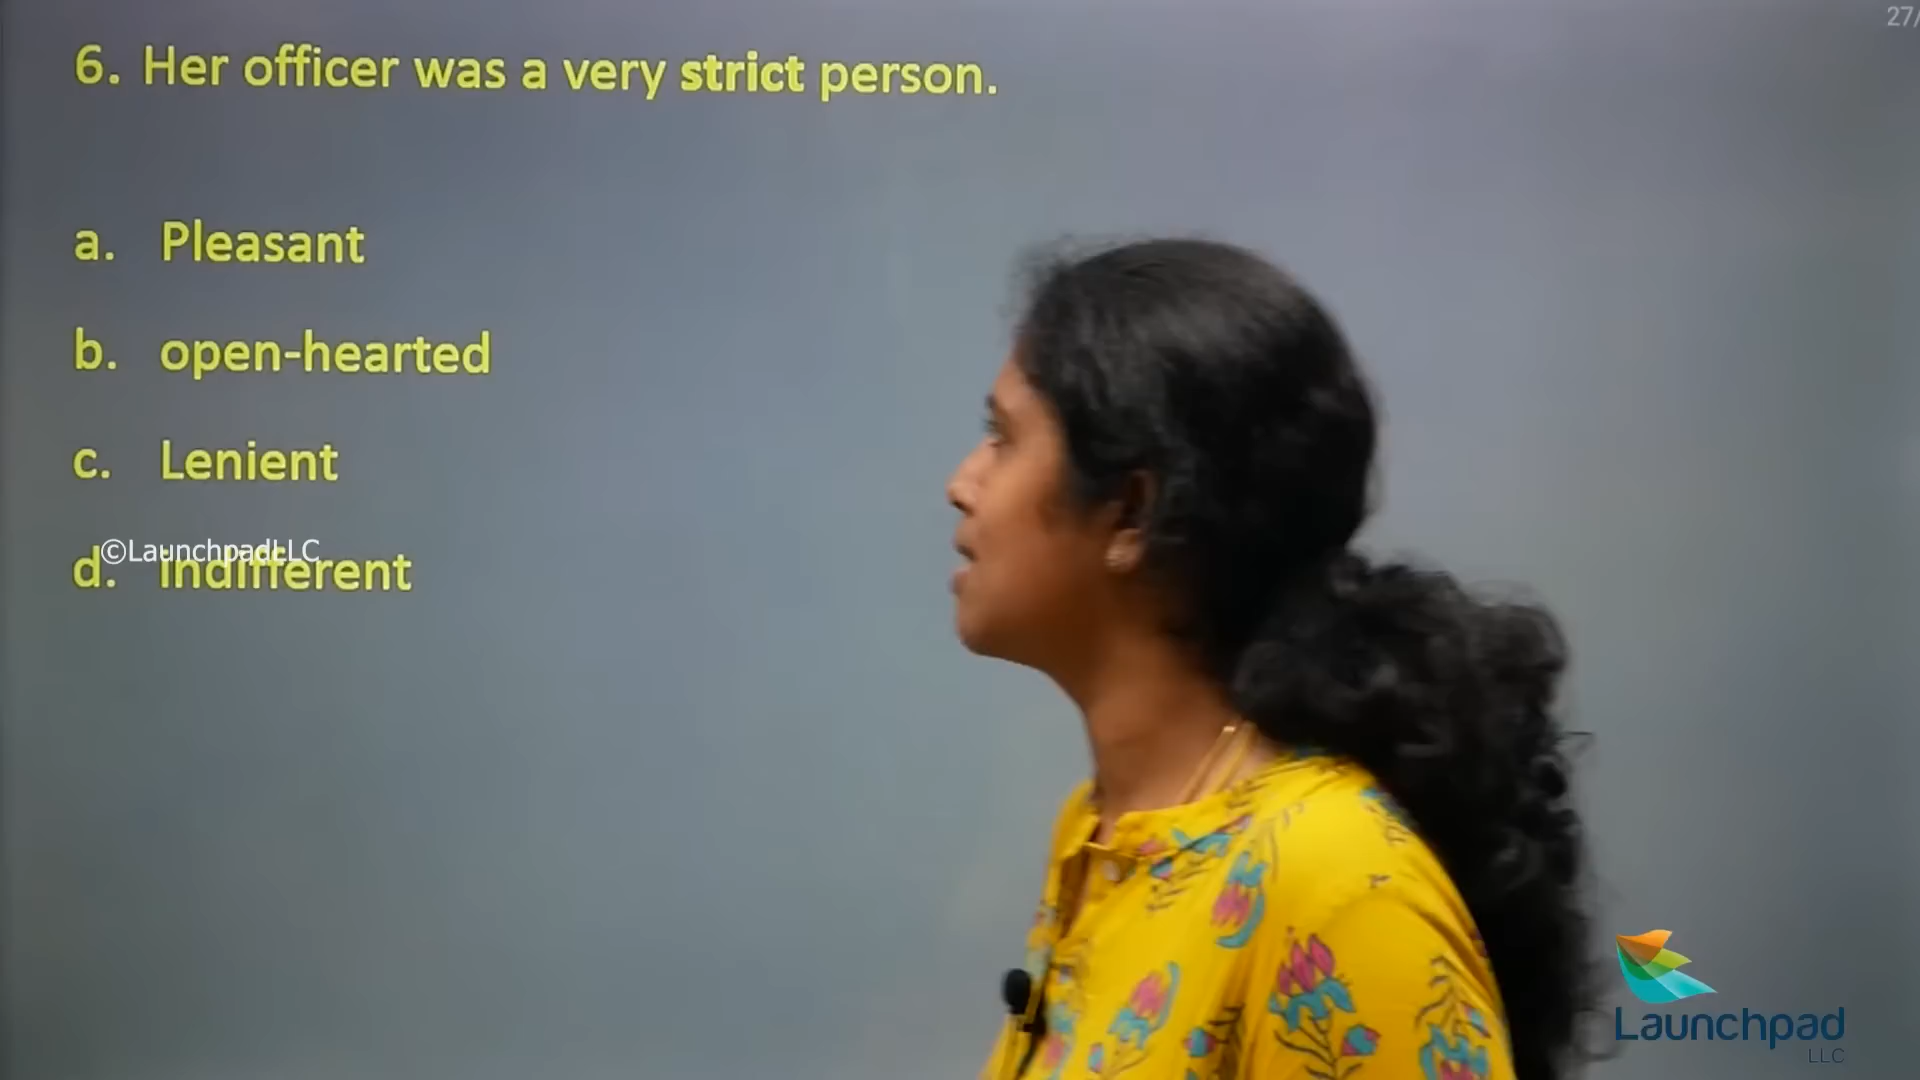 27/
6. Her officer was a very strict person.
a. Pleasant
b. open-hearted
c. Lenient
©LaunchpadLLC
d. Indifferent
Launchpad
LLC